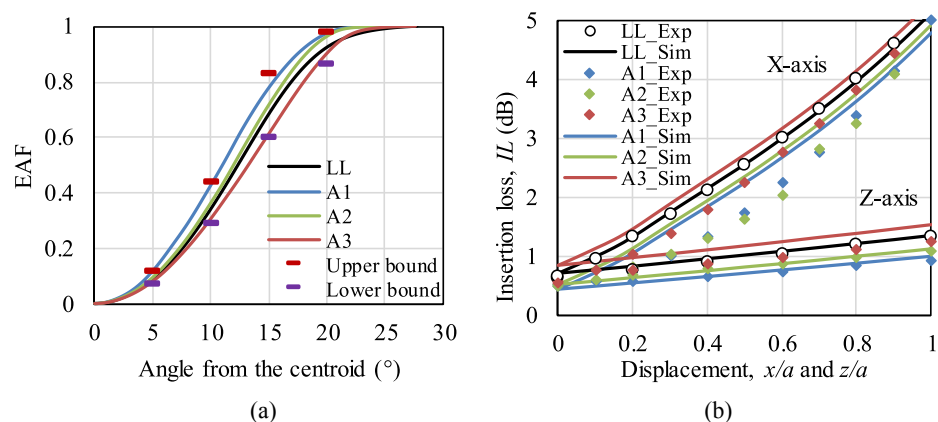 1
0.8
0.6
0.4
0.2
0
EAF
0 5 10 15 20 25 30
Angle from the centroid (°)
LL
A1
A2
A3
Upper bound
Lower bound
(a)
5
4
3
2
1
0
Insertion loss, IL (dB)
0 0.2 0.4 0.6 0.8 1
Displacement, x/a and z/a
LL_Exp
LL_Sim
A1_Exp
A2_Exp
A3_Exp
A1_Sim
A2_Sim
A3_Sim
X-axis
Z-axis
(b)